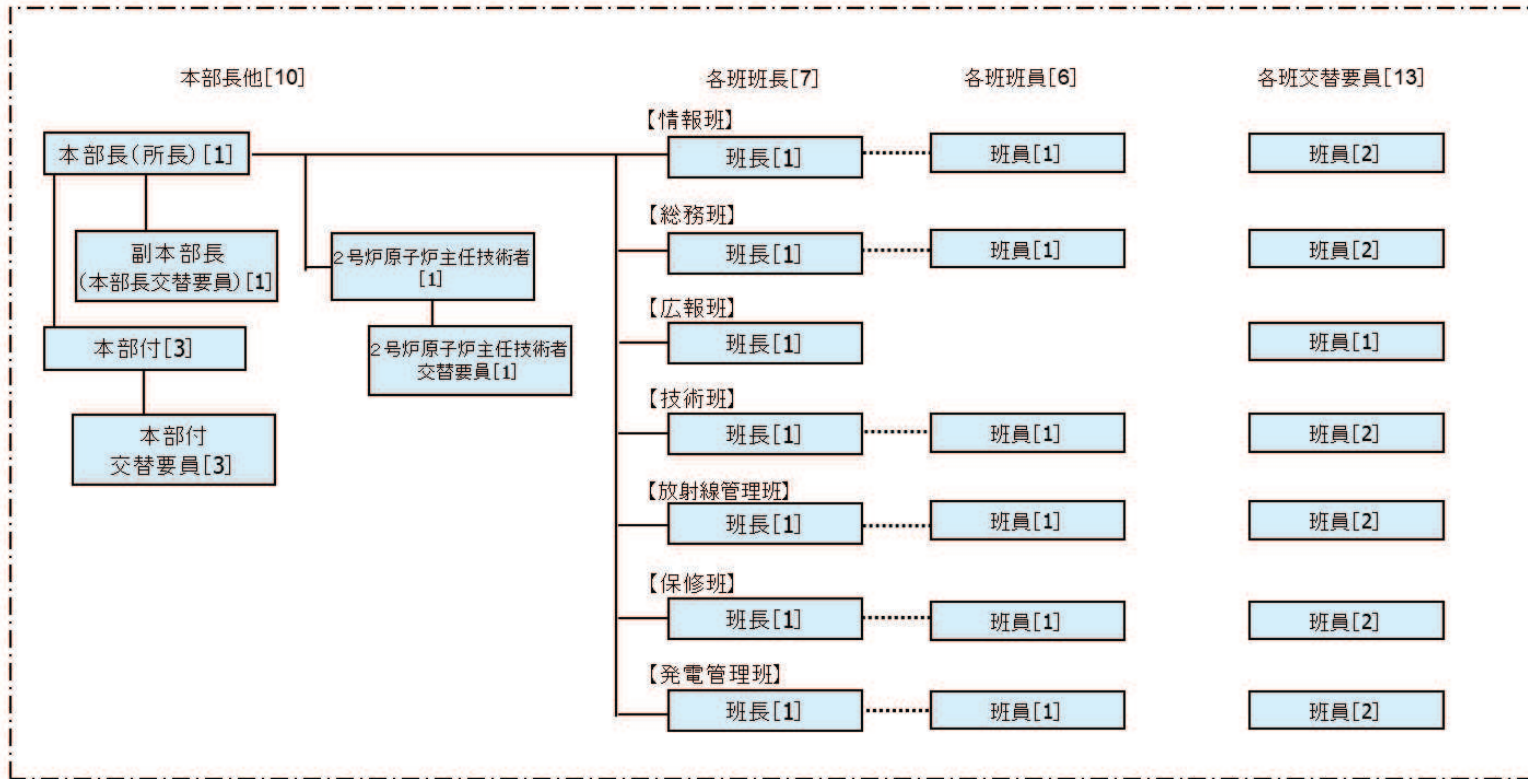 本部長他[10]
各班班長[7]
各班班員[6]
各班交替要員[13]
本部長(所長)[1]
副本部長
(本部長交替要員)[1]
本部付[3]
本部付
交替要員[3]
2号炉原子炉主任技術者
[1]
2号炉原子炉主任技術者
交替要員[1]
【情報班】
班長[1]
班員[1]
班員[2]
【総務班】
班長[1]
班員[1]
班員[2]
【広報班】
班長[1]
班員[1]
【技術班】
班長[1]
班員[1]
班員[2]
【放射線管理班】
班長[1]
班員[1]
班員[2]
【保修班】
班長[1]
班員[1]
班員[2]
【発電管理班】
班長[1]
班員[1]
班員[2]